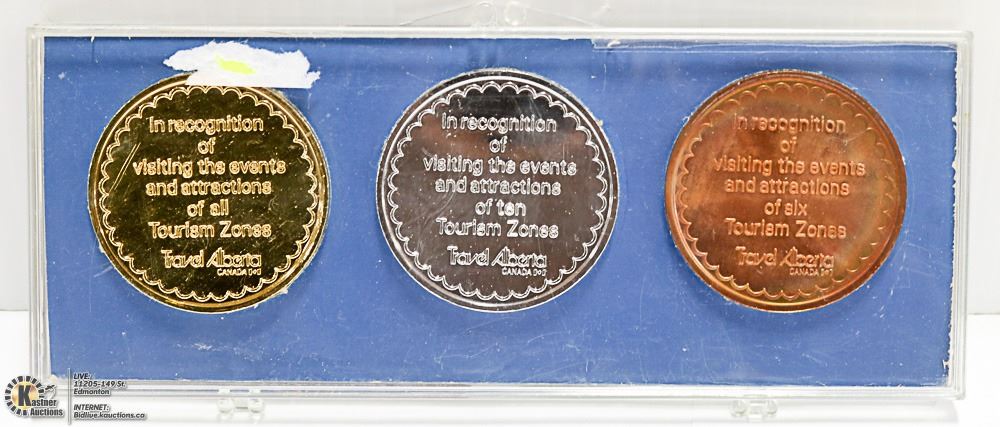 In recognition
of
visiting the events
and attractions
of all
Tourism Zones
Travel Alberta
CANADA
In recognition
of
visiting the events
and attractions
of ten
Tourism Zones
Travel Alberta
CANADA
In recognition
of
visiting the events
and attractions
of six
Tourism Zones
Travel Alberta
CANADA
Kastner
Auctions
LIVE:
11205-149 St.
Edmonton
INTERNET:
Bidlive.kauctions.ca